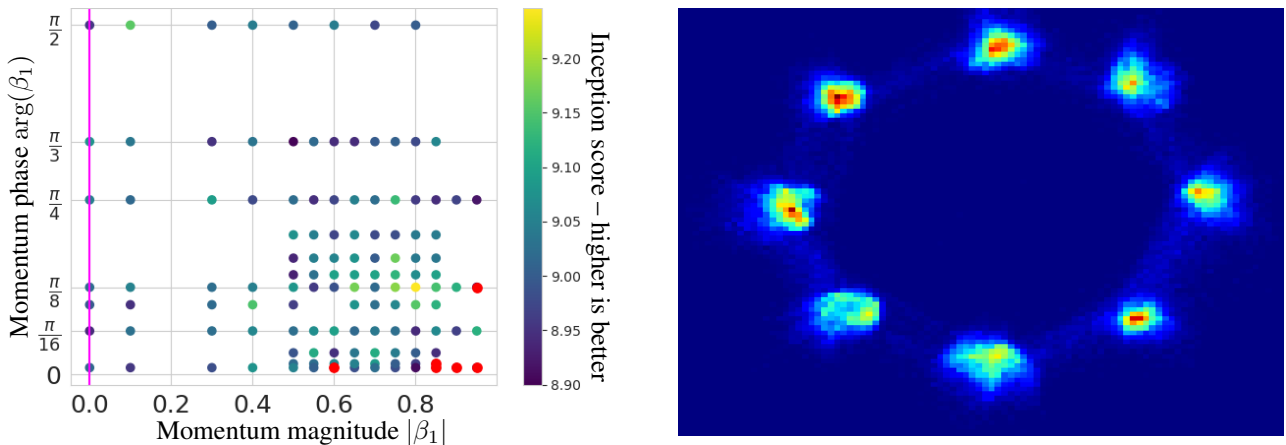 π/2
π/3
π/4
π/8
π/16
0
Momentum phase arg(β₁)
0.0 0.2 0.4 0.6 0.8
Momentum magnitude |β₁|
9.20
9.15
9.10
9.05
9.00
8.95
8.90
Inception score – higher is better